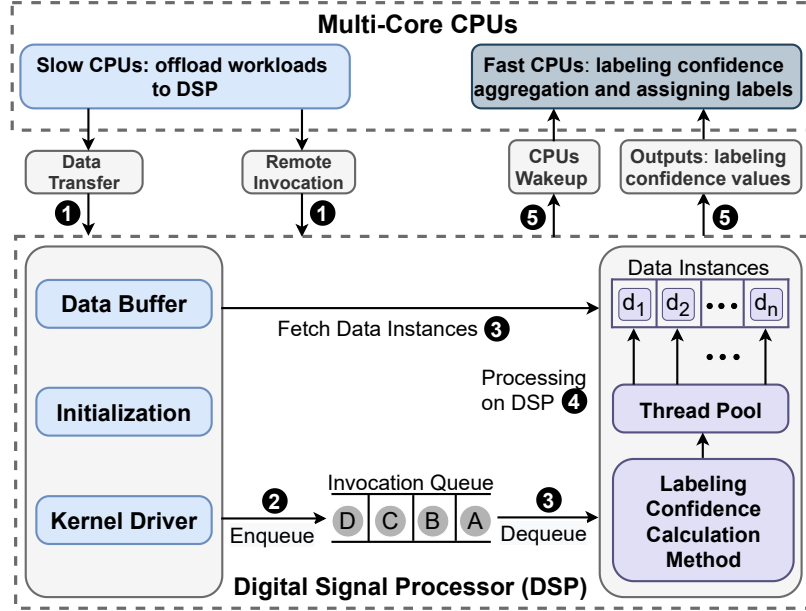 Multi-Core CPUs
Slow CPUs: offload workloads
to DSP
Fast CPUs: labeling confidence
aggregation and assigning labels
Data
Transfer
Remote
Invocation
CPUs
Wakeup
Outputs: labeling
confidence values
1
1
5
5
Data Instances
d1 d2 ••• dn
•••
Data Buffer
Fetch Data Instances 3
Initialization
Processing
on DSP 4
Thread Pool
Kernel Driver
2
Enqueue
Invocation Queue
D C B A
3
Dequeue
Labeling
Confidence
Calculation
Method
Digital Signal Processor (DSP)